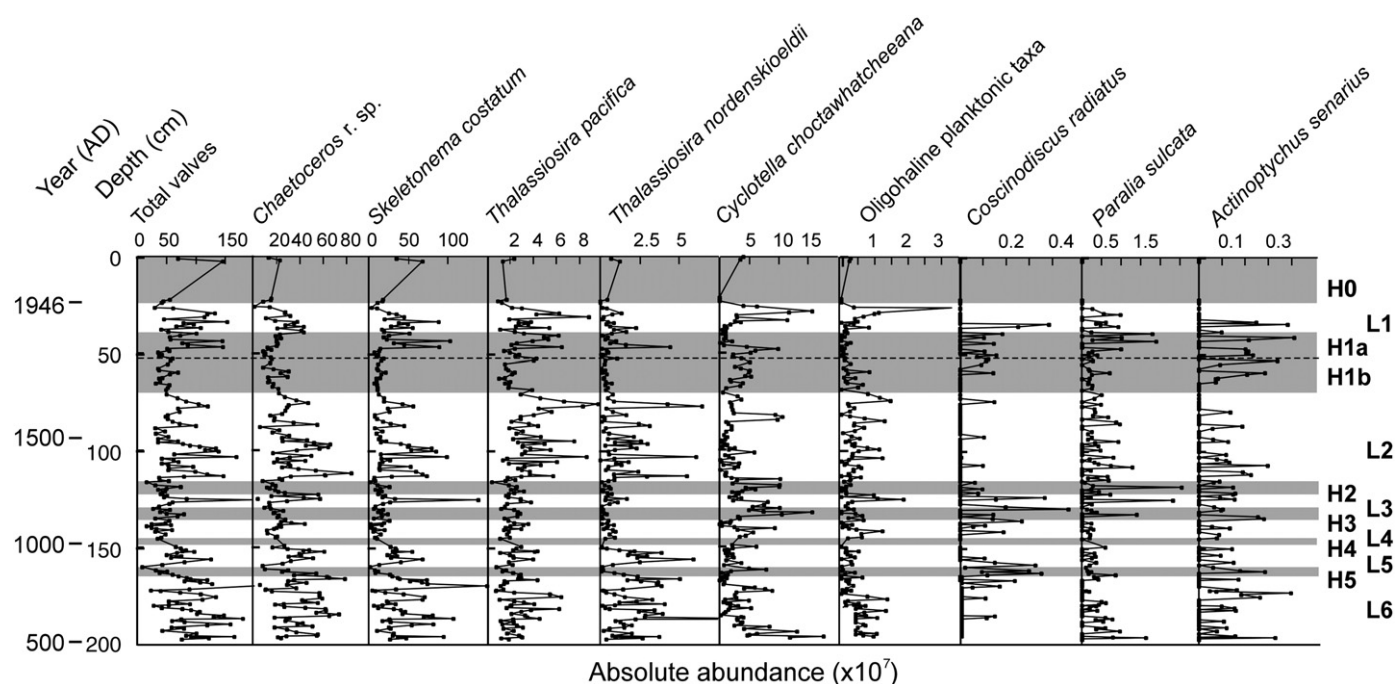 Year (AD)
Depth (cm)
Total valves
Chaetoceros r. sp.
Skeletonema costatum
Thalassiosira pacifica
Thalassiosira nordenskioeldii
Cyclotella choctawhatcheeana
Oligohaline planktonic taxa
Coscinodiscus radiatus
Paralia sulcata
Actinoptychus senarius
0 50 150
20 40 60 80
0 50 100
2 4 6 8
2.5 5
5 10 15
1 2 3
0.2 0.4
0.5 1.5
0.1 0.3
0
H0
1946
L1
H1a
50
H1b
1500
L2
100
H2
L3
H3
1000
L4
150
H4
L5
H5
L6
500
200
Absolute abundance (x10⁷)